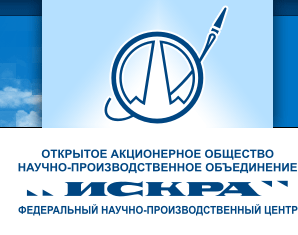 ОТКРЫТОЕ АКЦИОНЕРНОЕ ОБЩЕСТВО
НАУЧНО-ПРОИЗВОДСТВЕННОЕ ОБЪЕДИНЕНИЕ
„ИСКРА”
ФЕДЕРАЛЬНЫЙ НАУЧНО-ПРОИЗВОДСТВЕННЫЙ ЦЕНТР